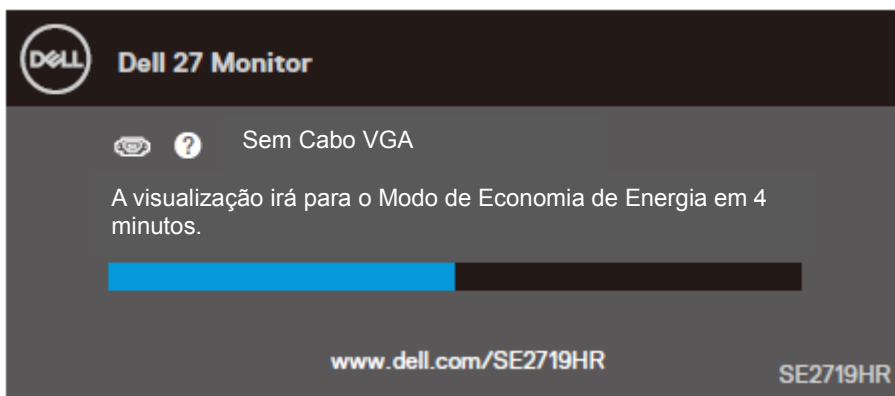 DELL
Dell 27 Monitor
? Sem Cabo VGA
A visualização irá para o Modo de Economia de Energia em 4
minutos.
www.dell.com/SE2719HR
SE2719HR